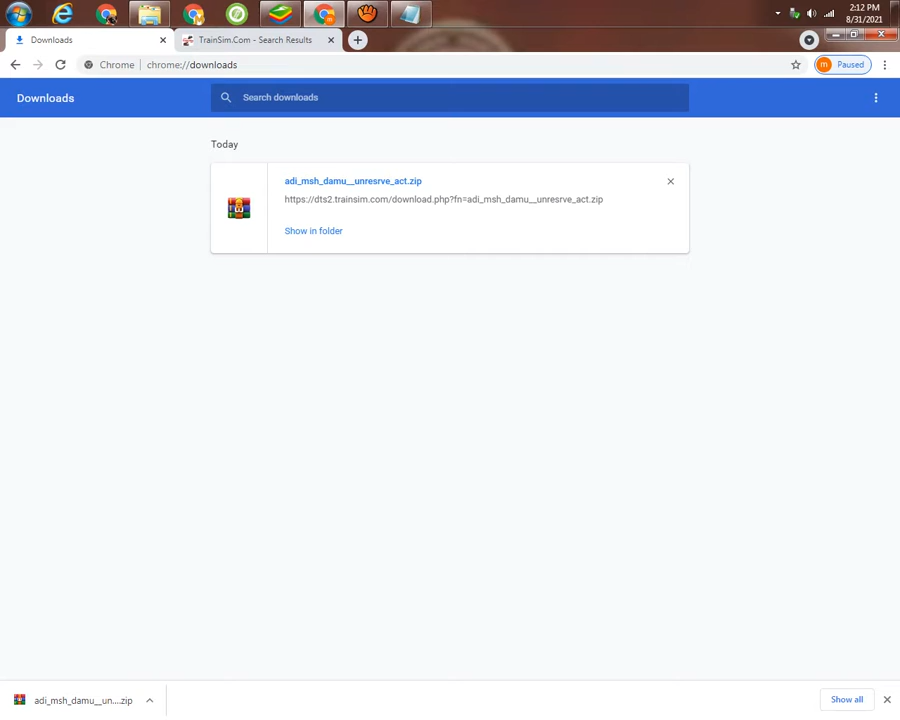 2:12 PM
8/31/2021
Downloads
TrainSim.Com - Search Results
Chrome
chrome://downloads
m
Paused
Downloads
Search downloads
Today
adi_msh_damu__unresrve_act.zip
https://dts2.trainsim.com/download.php?fn=adi_msh_damu__unresrve_act.zip
Show in folder
adi_msh_damu__un....zip
Show all